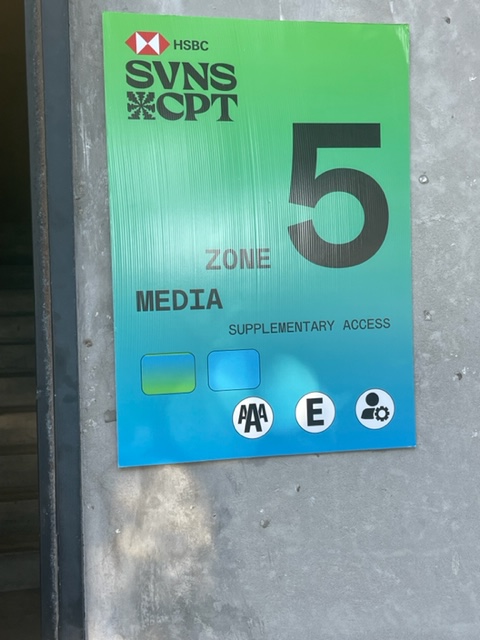 HSBC
SVNS
CPT
5
ZONE
MEDIA
SUPPLEMENTARY ACCESS
AAA
E